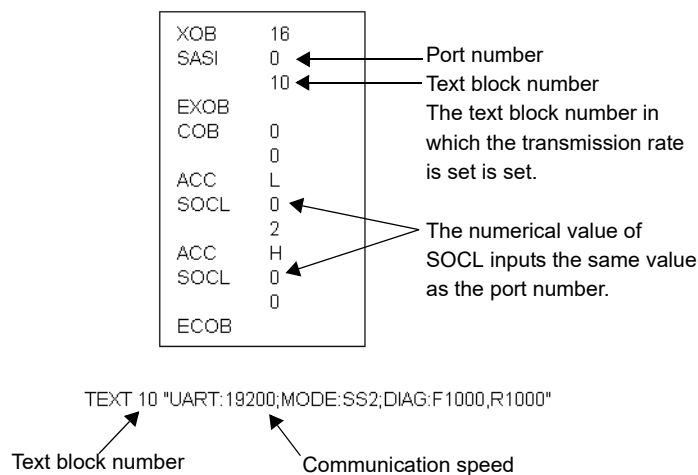 XOB 16
SASI 0
10
EXOB
COB 0
0
ACC L
SOCL 0
2
ACC H
SOCL 0
0
ECOB
Port number
Text block number
The text block number in
which the transmission rate
is set is set.
The numerical value of
SOCL inputs the same value
as the port number.
TEXT 10 "UART:19200;MODE:SS2;DIAG:F1000,R1000"
Text block number
Communication speed